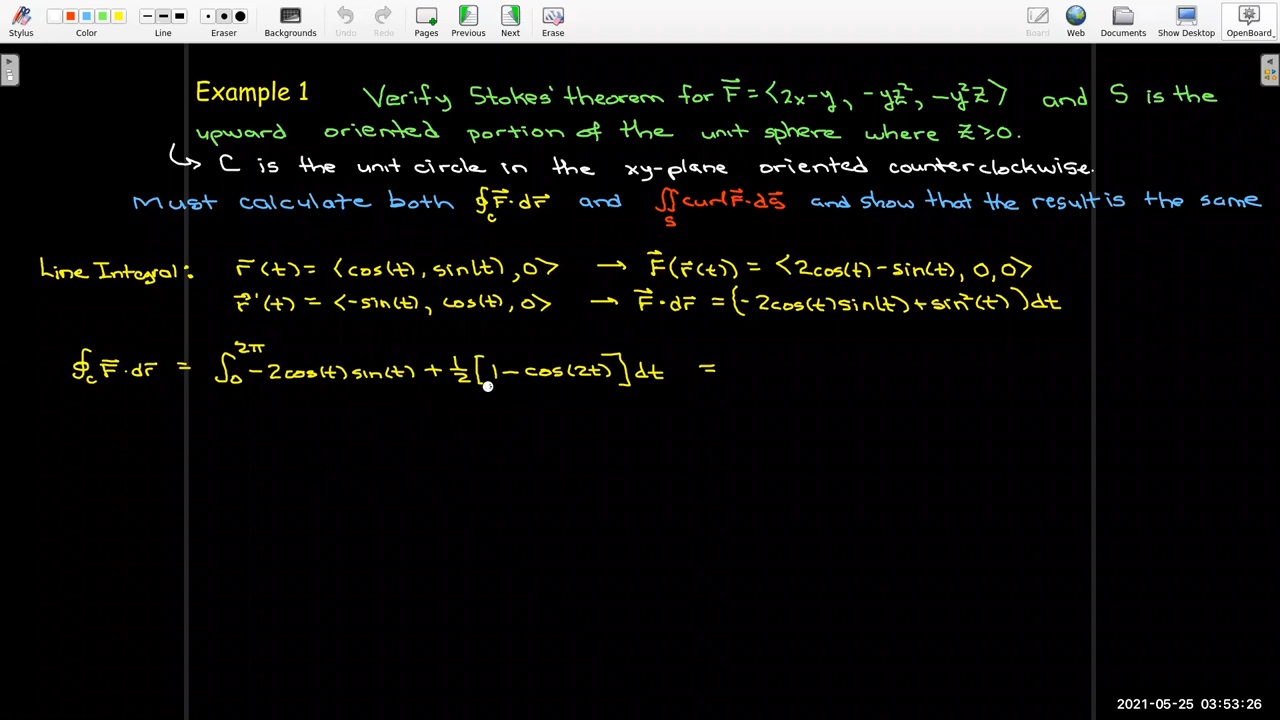 Stylus Color Line Eraser Backgrounds Undo Redo Pages Previous Next Erase Board Web Documents Show Desktop OpenBoard
Example 1 Verify Stokes' theorem for F⃗ = ⟨2x-y, -yz², -y²z⟩ and S is the
upward oriented portion of the unit sphere where z≥0.
↳ C is the unit circle in the xy-plane oriented counterclockwise.
Must calculate both ∮_C F⃗·dr⃗ and ∬_S curl F⃗·dS⃗ and show that the result is the same
Line Integral: r⃗(t) = ⟨cos(t), sin(t), 0⟩ → F⃗(r⃗(t)) = ⟨2cos(t) - sin(t), 0, 0⟩
r⃗'(t) = ⟨-sin(t), cos(t), 0⟩ → F⃗·dr⃗ = (-2cos(t)sin(t) + sin²(t))dt
∮_C F⃗·dr⃗ = ∫₀^{2π} -2cos(t)sin(t) + ½[1 - cos(2t)]dt =
2021-05-25 03:53:26